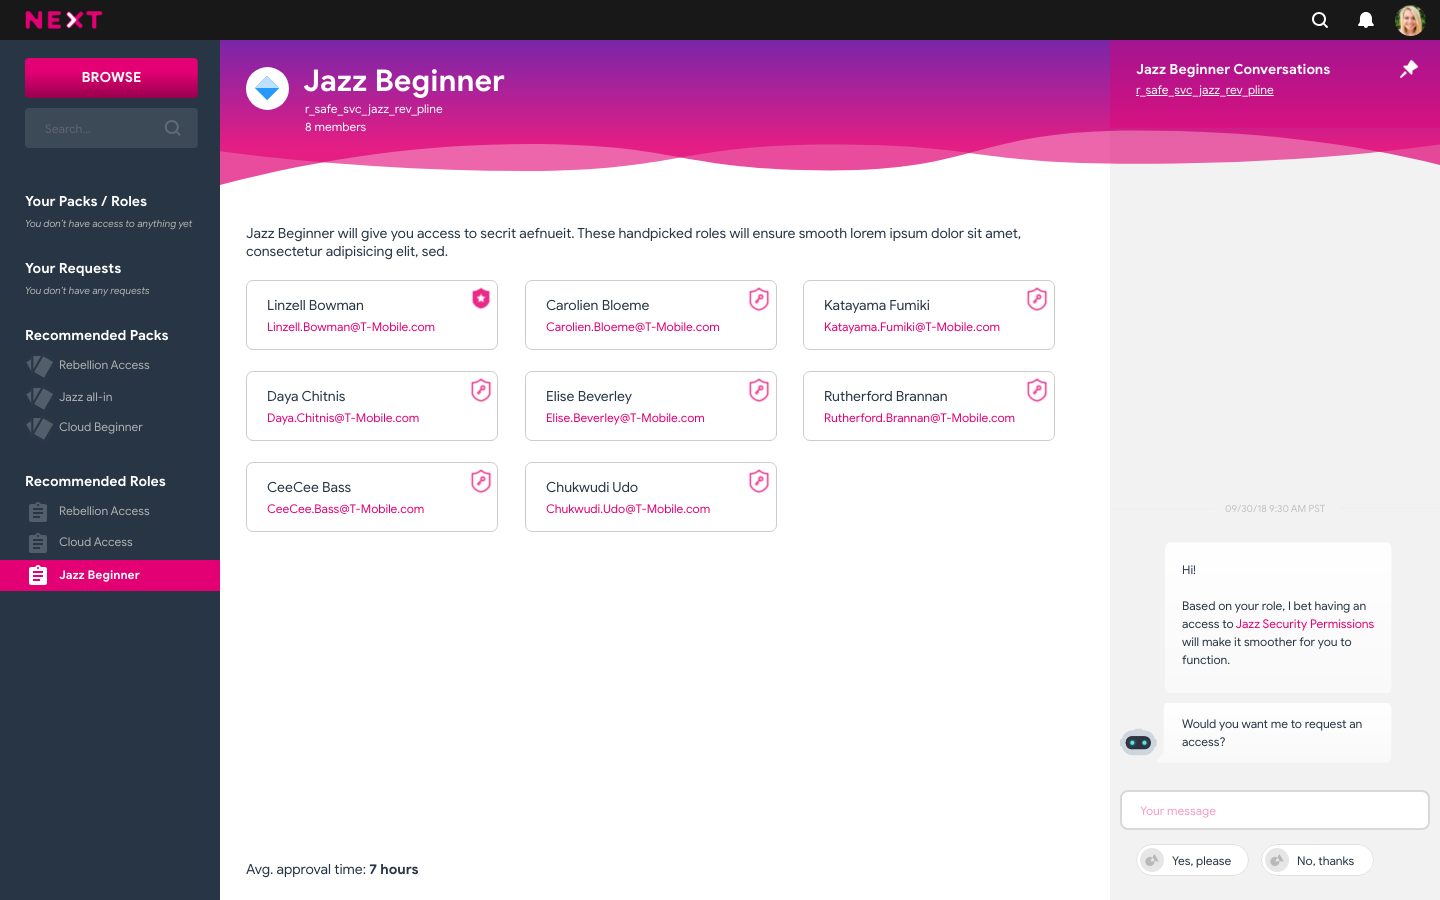 NEXT
BROWSE
Search...
Your Packs / Roles
You don't have access to anything yet
Your Requests
You don't have any requests
Recommended Packs
Rebellion Access
Jazz all-in
Cloud Beginner
Recommended Roles
Rebellion Access
Cloud Access
Jazz Beginner
Jazz Beginner
r_safe_svc_jazz_rev_pline
8 members
Jazz Beginner will give you access to secrit aefnueit. These handpicked roles will ensure smooth lorem ipsum dolor sit amet,
consectetur adipisicing elit, sed.
Linzell Bowman
Linzell.Bowman@T-Mobile.com
Carolien Bloeme
Carolien.Bloeme@T-Mobile.com
Katayama Fumiki
Katayama.Fumiki@T-Mobile.com
Daya Chitnis
Daya.Chitnis@T-Mobile.com
Elise Beverley
Elise.Beverley@T-Mobile.com
Rutherford Brannan
Rutherford.Brannan@T-Mobile.com
CeeCee Bass
CeeCee.Bass@T-Mobile.com
Chukwudi Udo
Chukwudi.Udo@T-Mobile.com
Avg. approval time: 7 hours
Jazz Beginner Conversations
r_safe_svc_jazz_rev_pline
09/30/18 9:30 AM PST
Hi!
Based on your role, I bet having an
access to Jazz Security Permissions
will make it smoother for you to
function.
Would you want me to request an
access?
Your message
Yes, please
No, thanks